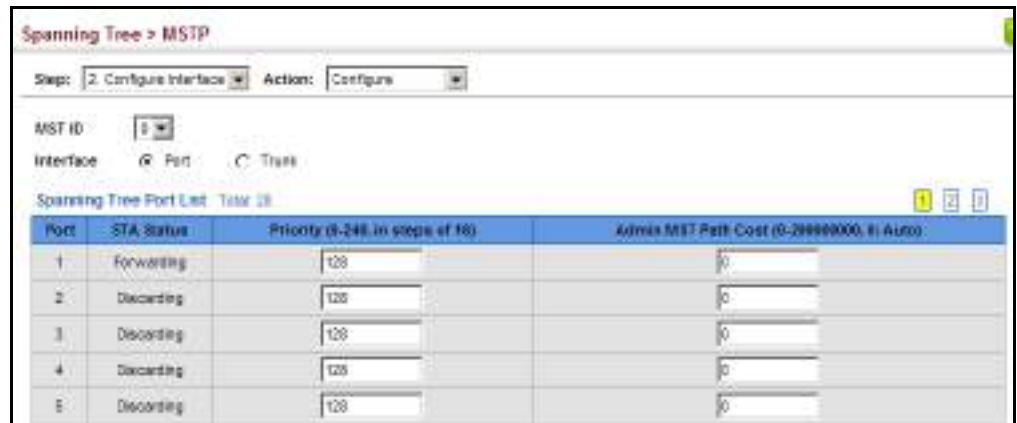 Spanning Tree > MSTP
Step: 2. Configure Interface Action: Configure
MST ID 0
Interface Port Trunk
Spanning Tree Port List Total: 28 1 2 3
Port STA Status Priority (0-240, in steps of 16) Admin MST Path Cost (0-200000000, 0: Auto)
1 Forwarding 128 0
2 Discarding 128 0
3 Discarding 128 0
4 Discarding 128 0
5 Discarding 128 0